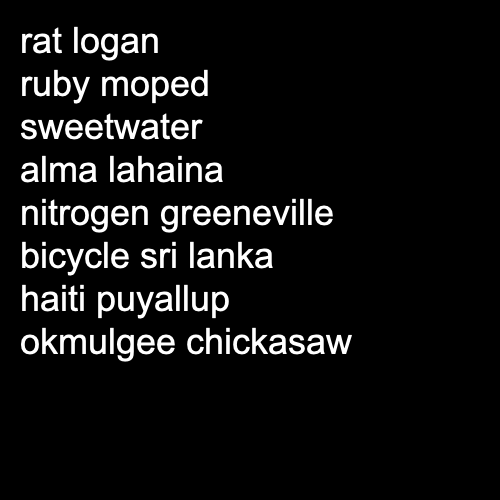 rat logan
ruby moped
sweetwater
alma lahaina
nitrogen greeneville
bicycle sri lanka
haiti puyallup
okmulgee chickasaw